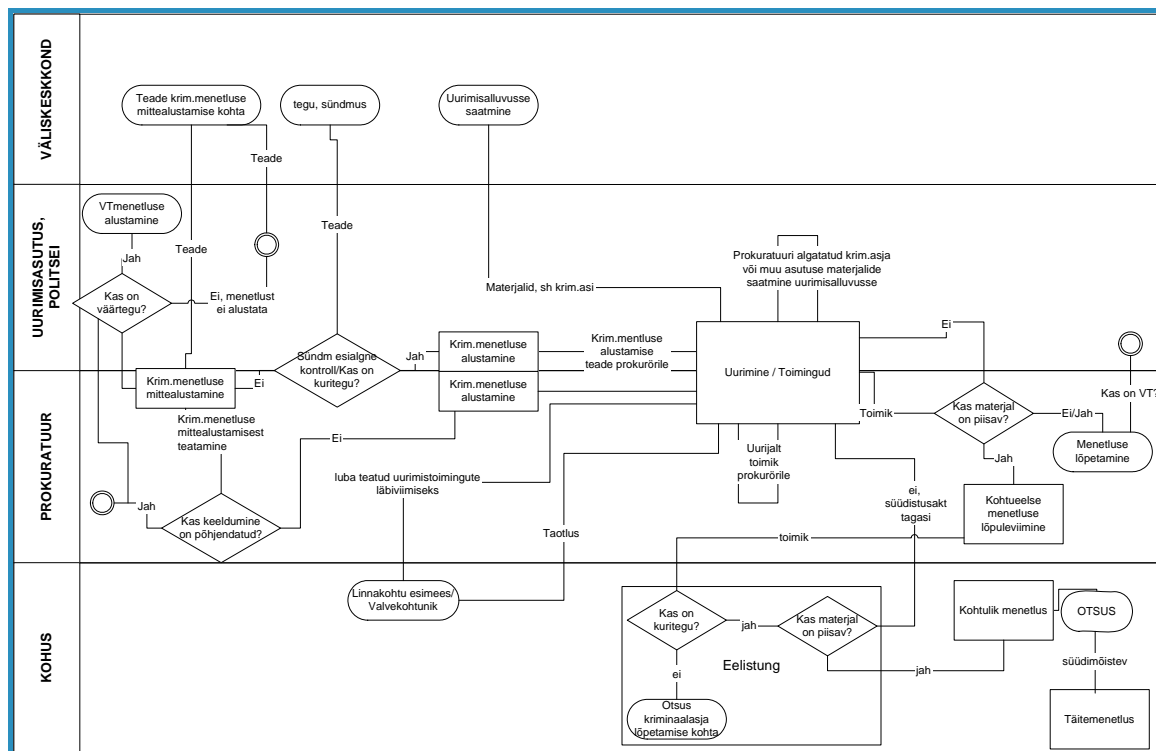 VÄLISKESKKOND
Teade krim.menetluse
mittealustamise kohta
tegu, sündmus
Uurimisalluvusse
saatmine
Teade
UURIMISASUTUS,
POLITSEI
VTmenetluse
alustamine
Jah
Teade
Teade
Kas on
väärtegu?
Ei, menetlust
ei alustata
Materjalid, sh krim.asi
Prokuratuuri algatatud krim.asja
või muu asutuse materjalide
saatmine uurimisalluvusse
Sündm esialgne
kontroll/Kas on
kuritegu?
Jah
Krim.menetluse
alustamine
Krim.mentluse
alustamise
teade prokurörile
Uurimine / Toimingud
Ei
PROKURATUUR
Krim.menetluse
mittealustamine
Ei
Krim.menetluse
alustamine
Kas on VT?
Krim.menetluse
mittealustamisest
teatamine
Ei
Toimik
Kas materjal
on piisav?
Ei/Jah
Menetluse
lõpetamine
Uurijalt
toimik
prokurörile
Jah
luba teatud uurimistoimingute
läbiviimiseks
ei,
süüdistusakt
tagasi
Kohtueelse
menetluse
lõpuleviimine
Jah
Kas keeldumine
on põhjendatud?
Taotlus
toimik
KOHUS
Linnakohtu esimees/
Valvekohtunik
Kas on
kuritegu?
jah
Kas materjal
on piisav?
Kohtulik menetlus
OTSUS
Eelistung
ei
jah
süüdimõistev
Otsus
kriminaalasja
lõpetamise kohta
Täitemenetlus